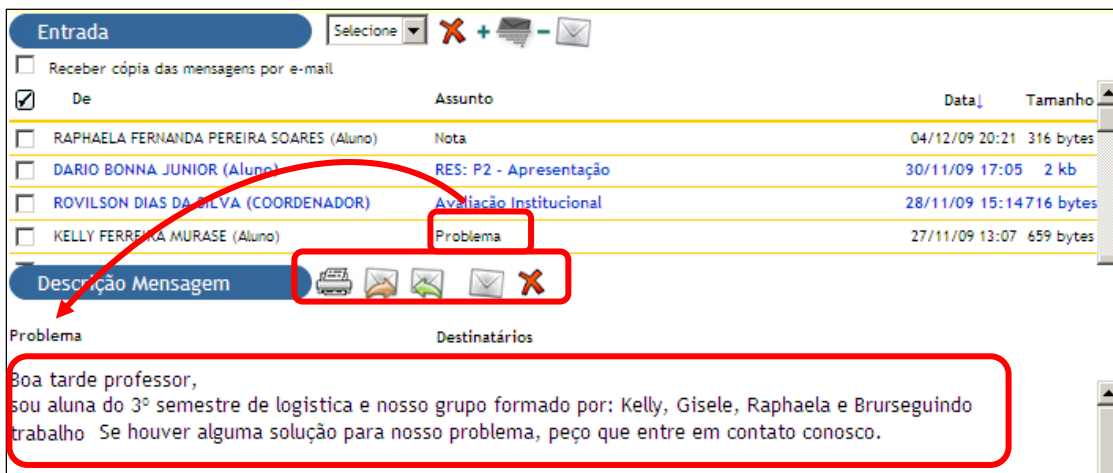 Entrada Selecione
Receber cópia das mensagens por e-mail
De Assunto Data↓ Tamanho
RAPHAELA FERNANDA PEREIRA SOARES (Aluno) Nota 04/12/09 20:21 316 bytes
DARIO BONNA JUNIOR (Aluno) RES: P2 - Apresentação 30/11/09 17:05 2 kb
ROVILSON DIAS DA SILVA (COORDENADOR) Avaliação Institucional 28/11/09 15:14 716 bytes
KELLY FERREIRA MURASE (Aluno) Problema 27/11/09 13:07 659 bytes
Descrição Mensagem
Problema Destinatários
Boa tarde professor,
sou aluna do 3º semestre de logistica e nosso grupo formado por: Kelly, Gisele, Raphaela e Brurseguindo
trabalho Se houver alguma solução para nosso problema, peço que entre em contato conosco.